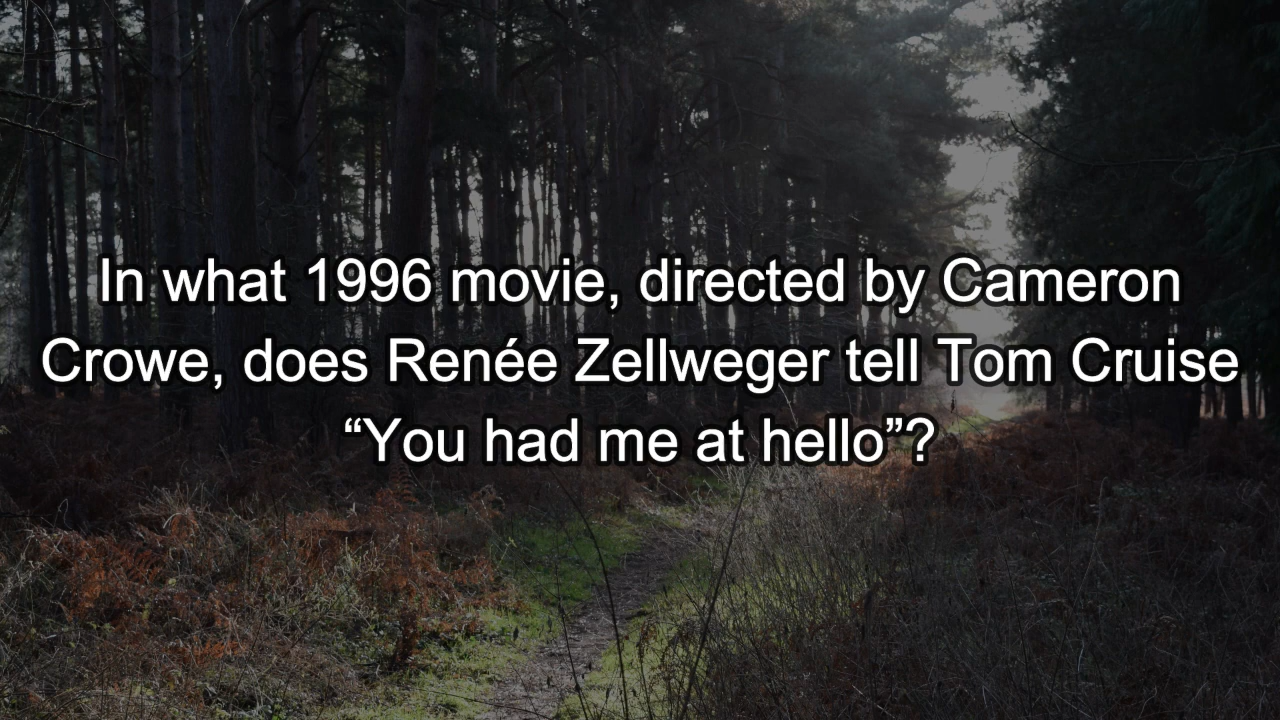 In what 1996 movie, directed by Cameron
Crowe, does Renée Zellweger tell Tom Cruise
“You had me at hello”?